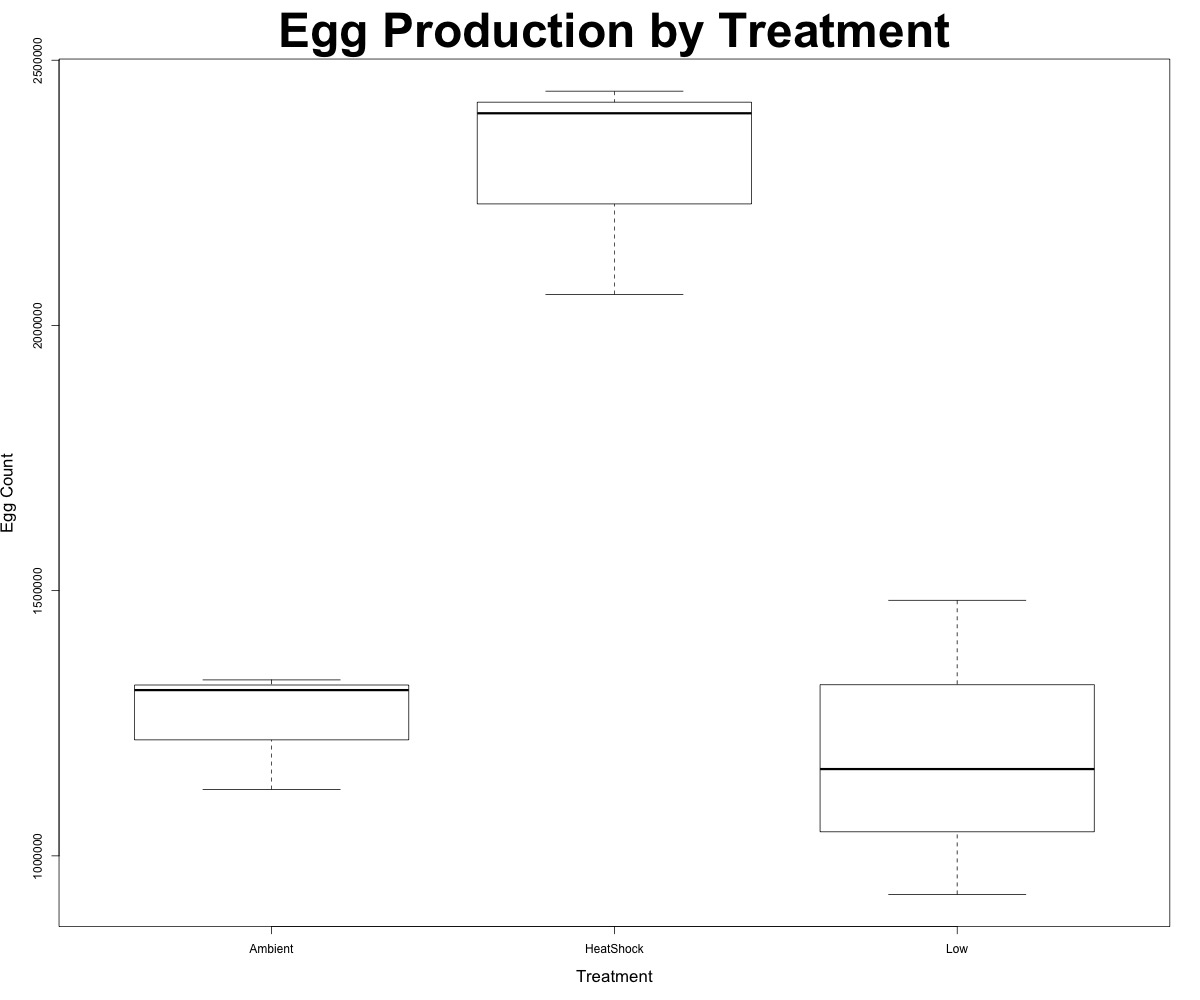 Egg Production by Treatment
2500000
2000000
1500000
1000000
Egg Count
Ambient
HeatShock
Low
Treatment